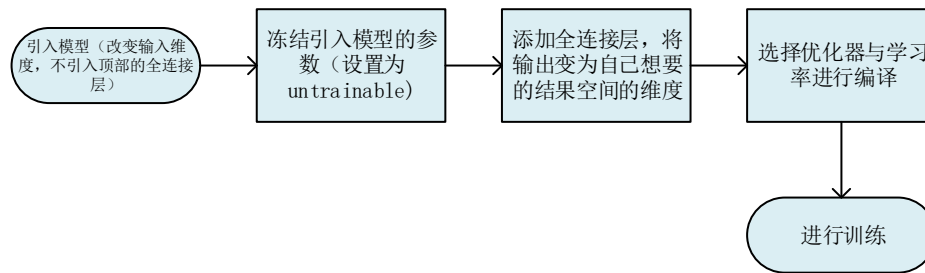 引入模型（改变输入维
度，不引入顶部的全连接
层）
冻结引入模型的参
数（设置为
untrainable)
添加全连接层，将
输出变为自己想要
的结果空间的维度
选择优化器与学习
率进行编译
进行训练